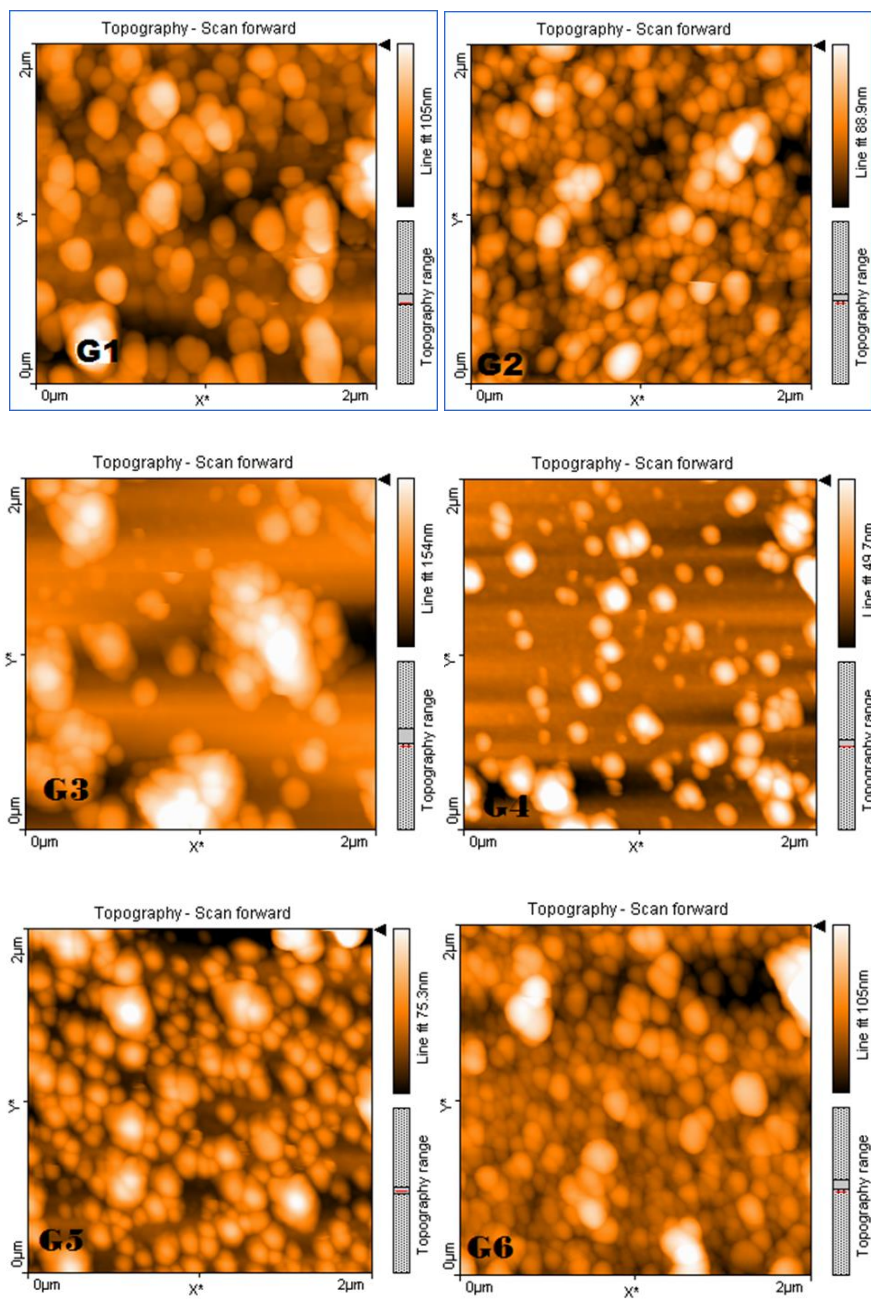 Topography - Scan forward
2µm
Y*
0µm
0µm
X*
2µm
Line fit 105nm
Topography range
G1
Topography - Scan forward
2µm
Y*
0µm
0µm
X*
2µm
Line fit 88.9nm
Topography range
G2
Topography - Scan forward
2µm
Y*
0µm
0µm
X*
2µm
Line fit 154nm
Topography range
G3
Topography - Scan forward
2µm
Y*
0µm
0µm
X*
2µm
Line fit 49.7nm
Topography range
G4
Topography - Scan forward
2µm
Y*
0µm
0µm
X*
2µm
Line fit 75.3nm
Topography range
G5
Topography - Scan forward
2µm
Y*
0µm
0µm
X*
2µm
Line fit 105nm
Topography range
G6